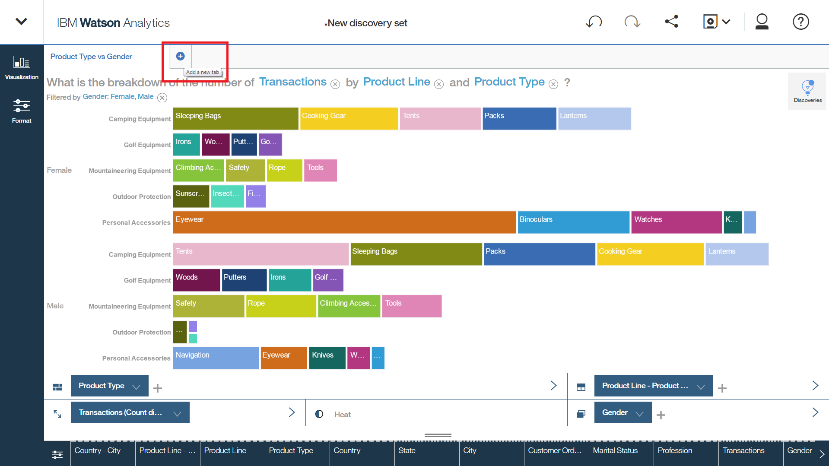 IBM Watson Analytics
New discovery set
Product Type vs Gender
Add a new tab
What is the breakdown of the number of Transactions by Product Line and Product Type ?
Filtered by Gender: Female, Male
Visualization
Format
Discoveries
Female
Camping Equipment Sleeping Bags Cooking Gear Tents Packs Lanterns
Golf Equipment Irons Wo... Putt... Go...
Mountaineering Equipment Climbing Ac... Safety Rope Tools
Outdoor Protection Sunscr... Insect... Fi...
Personal Accessories Eyewear Binoculars Watches K...
Male
Camping Equipment Tents Sleeping Bags Packs Cooking Gear Lanterns
Golf Equipment Woods Putters Irons Golf ...
Mountaineering Equipment Safety Rope Climbing Acces... Tools
Outdoor Protection ...
Personal Accessories Navigation Eyewear Knives W... ...
Product Type
Product Line - Product ...
Transactions (Count di...
Heat
Gender
Country City Product Line - ... Product Line Product Type Country State City Customer Ord... Marital Status Profession Transactions Gender